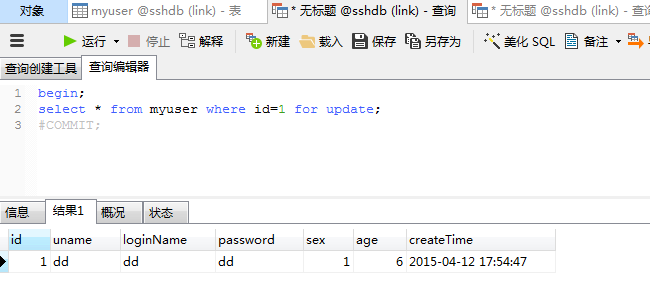 对象 myuser @sshdb (link) - 表 * 无标题 @sshdb (link) - 查询 * 无标题 @sshdb (link) - 查
运行 停止 解释 新建 载入 保存 另存为 美化 SQL 备注
查询创建工具 查询编辑器
1 begin;
2 select * from myuser where id=1 for update;
3 #COMMIT;
信息 结果1 概况 状态
id uname loginName password sex age createTime
1 dd dd dd 1 6 2015-04-12 17:54:47